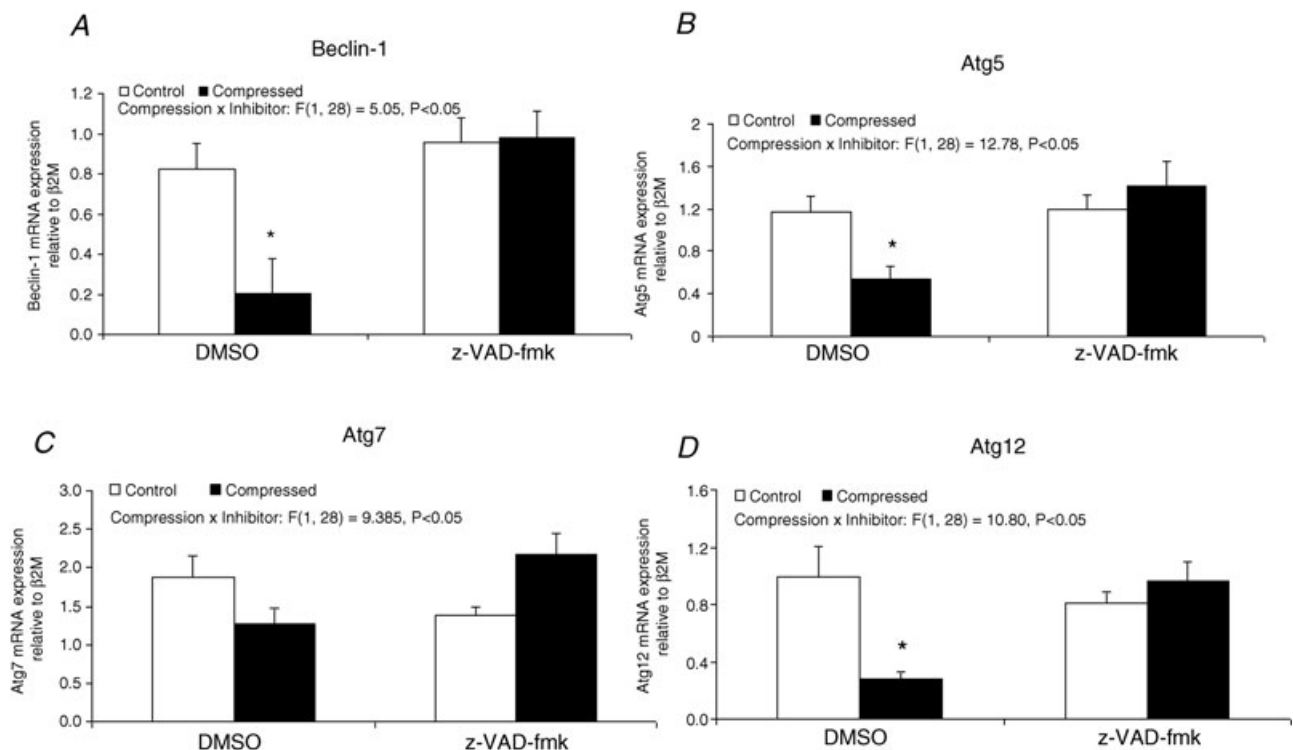 A
Beclin-1
Control Compressed
Compression x Inhibitor: F(1, 28) = 5.05, P<0.05
Beclin-1 mRNA expression
relative to β2M
1.2
1.0
0.8
0.6
0.4
0.2
0.0
*
DMSO z-VAD-fmk
B
Atg5
Control Compressed
Compression x Inhibitor: F(1, 28) = 12.78, P<0.05
Atg5 mRNA expression
relative to β2M
2
1.6
1.2
0.8
0.4
0
*
DMSO z-VAD-fmk
C
Atg7
Control Compressed
Compression x Inhibitor: F(1, 28) = 9.385, P<0.05
Atg7 mRNA expression
relative to β2M
3.0
2.5
2.0
1.5
1.0
0.5
0.0
DMSO z-VAD-fmk
D
Atg12
Control Compressed
Compression x Inhibitor: F(1, 28) = 10.80, P<0.05
Atg12 mRNA expression
relative to β2M
1.6
1.2
0.8
0.4
0.0
*
DMSO z-VAD-fmk